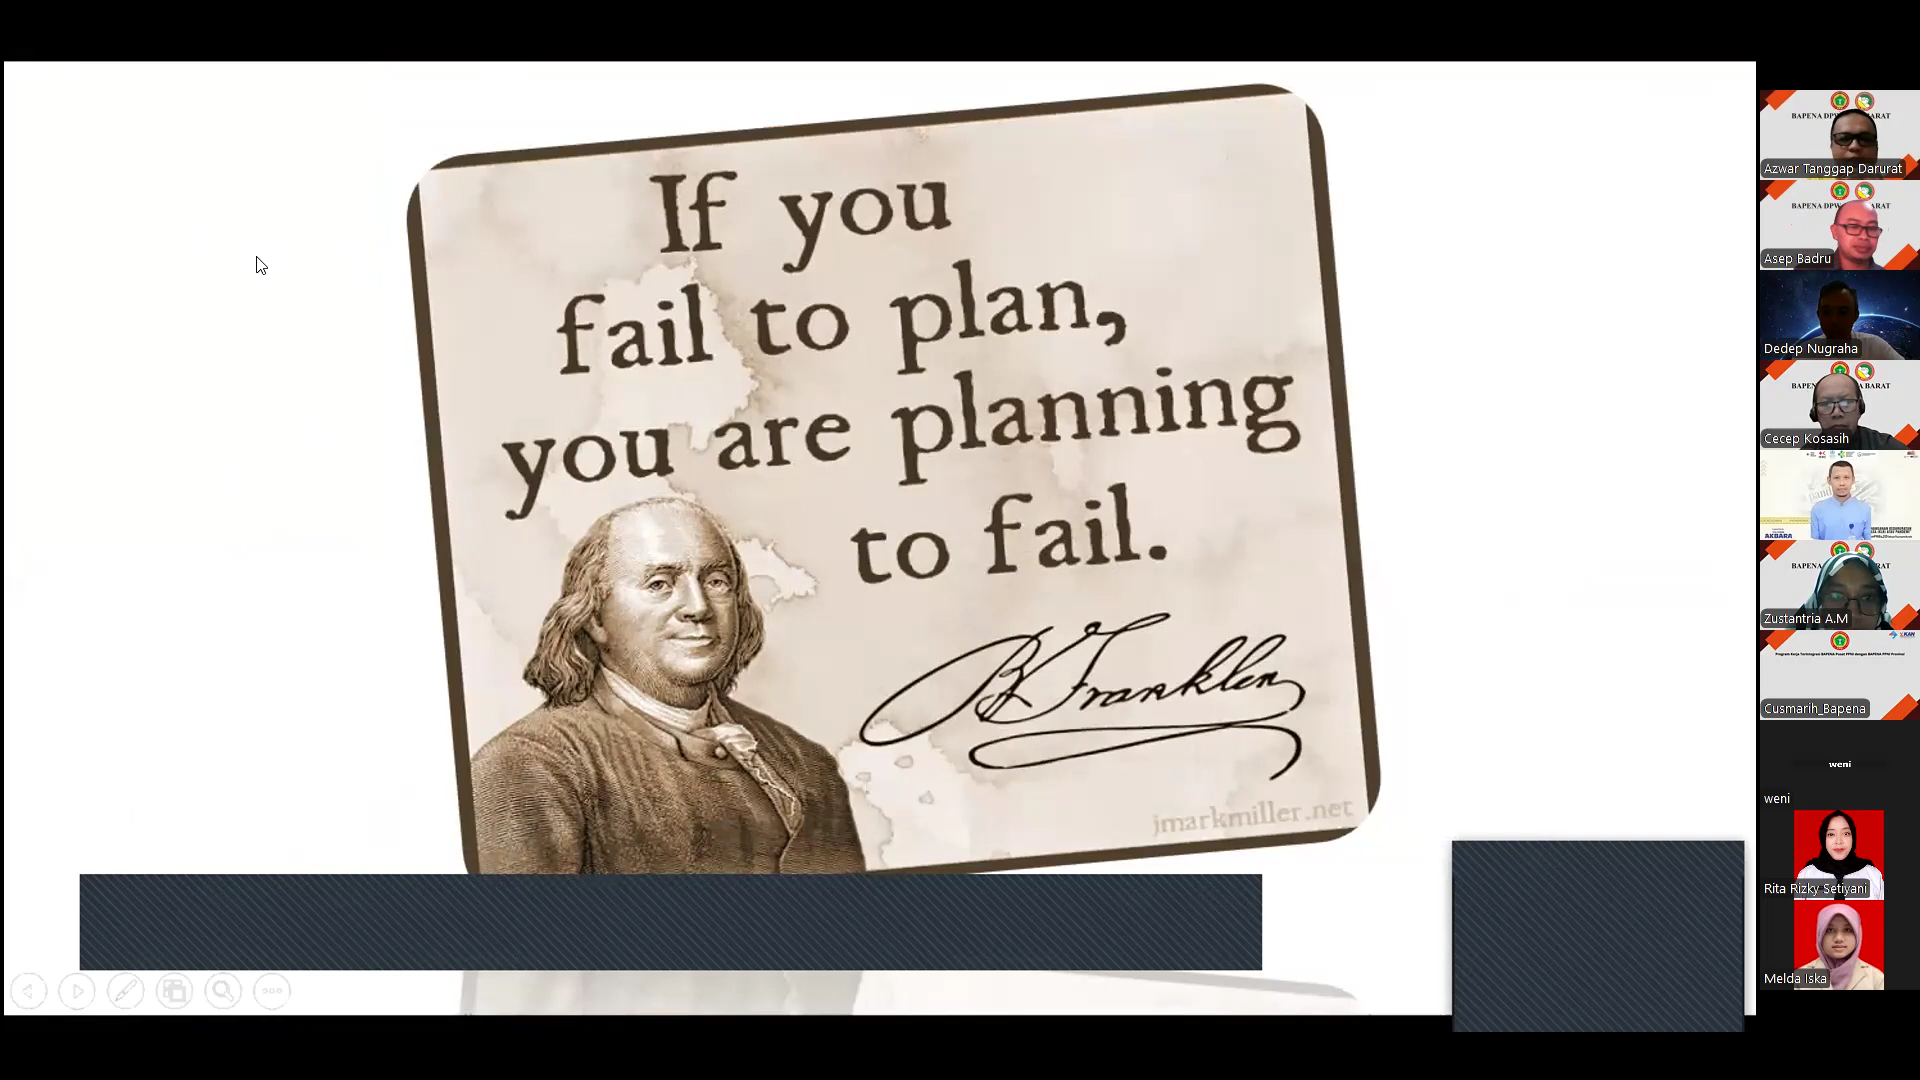 If you
fail to plan,
you are planning
to fail.
B Franklin
jmarkmiller.net
Azwar Tanggap Darurat
Asep Badru
Dedep Nugraha
Cecep Kosasih
AKBARA
Zustantria A.M
Cusmarih_Bapena
weni
weni
Rita Rizky Setiyani
Melda Iska